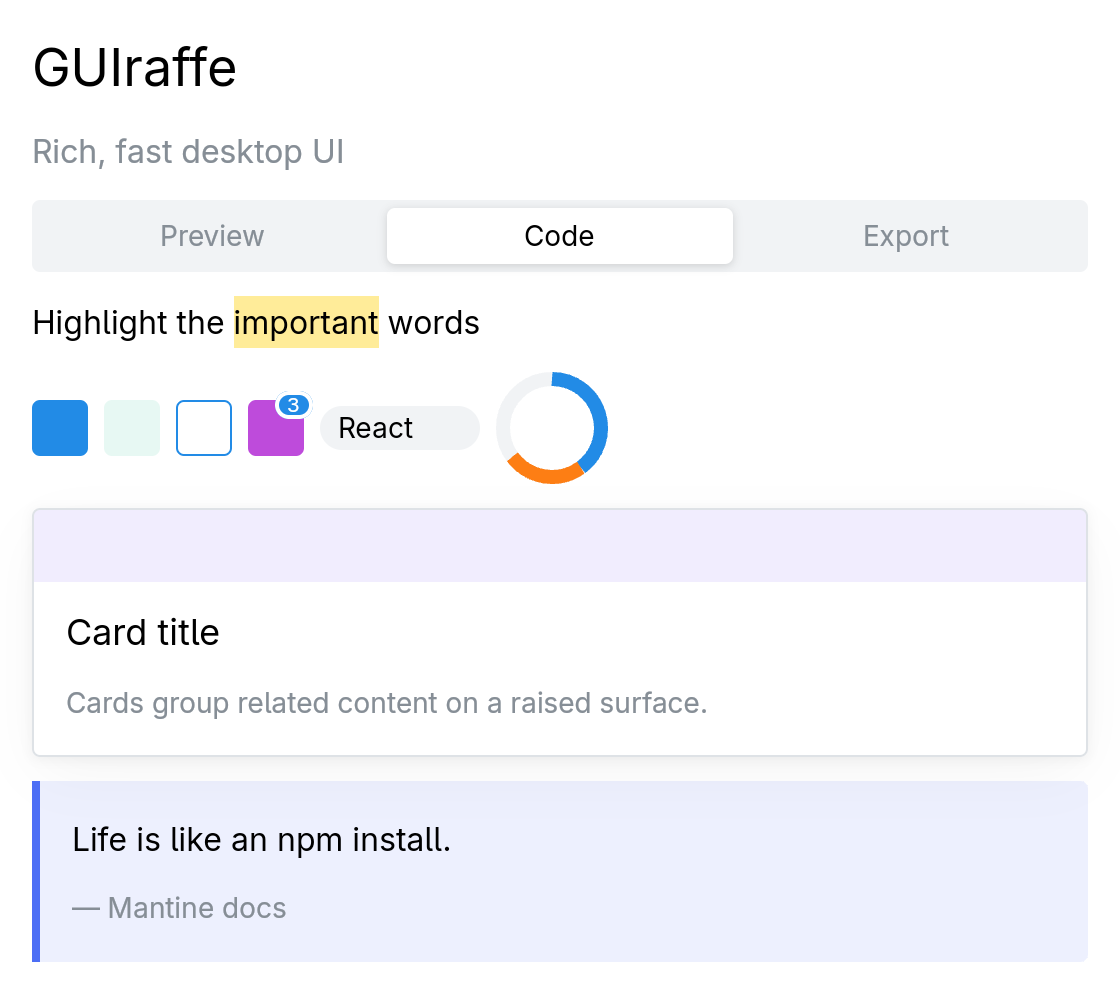 GUIraffe
Rich, fast desktop UI
Preview Code Export
Highlight the important words
3
React
Card title
Cards group related content on a raised surface.
Life is like an npm install.
— Mantine docs